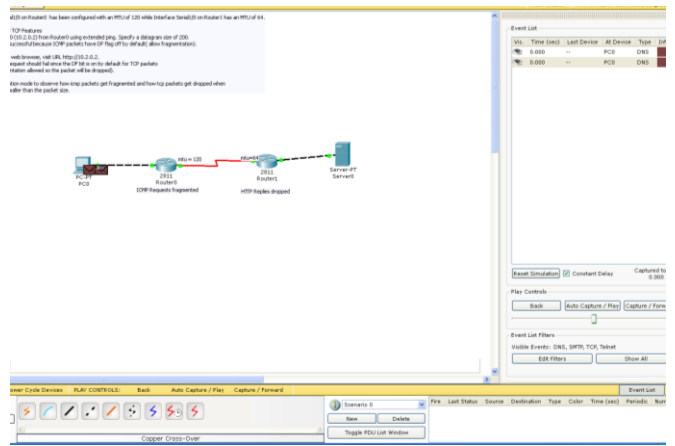 al1/0 on Router0 has been configured with an MTU of 120 while Interface Serial1/0 on Router1 has an MTU of 64.
TCP Features
0 (10.2.0.2) from Router0 using extended ping. Specify a datagram size of 200.
uccessful because ICMP packets have DF flag off by default( allow fragmentation).
web browser, visit URL http://10.2.0.2.
equest should fail since the DF bit is on by default for TCP packets
ntation allowed so the packet will be dropped).
tion mode to observe how icmp packets get fragmented and how tcp packets get dropped when
maller than the packet size.
mtu = 120
mtu=64
PC-PT
PC0
2811
Router0
ICMP Requests fragmented
2811
Router1
HTTP Replies dropped
Server-PT
Server0
Event List
Vis. Time (sec) Last Device At Device Type Inf
0.000 -- PC0 DNS
0.000 -- PC0 DNS
Reset Simulation Constant Delay Captured to
0.000
Play Controls
Back Auto Capture / Play Capture / Forw
Event List Filters
Visible Events: DNS, SMTP, TCP, Telnet
Edit Filters Show All
ower Cycle Devices PLAY CONTROLS: Back Auto Capture / Play Capture / Forward Event List
Scenario 0
New Delete
Toggle PDU List Window
Fire Last Status Source Destination Type Color Time (sec) Periodic Num
Copper Cross-Over